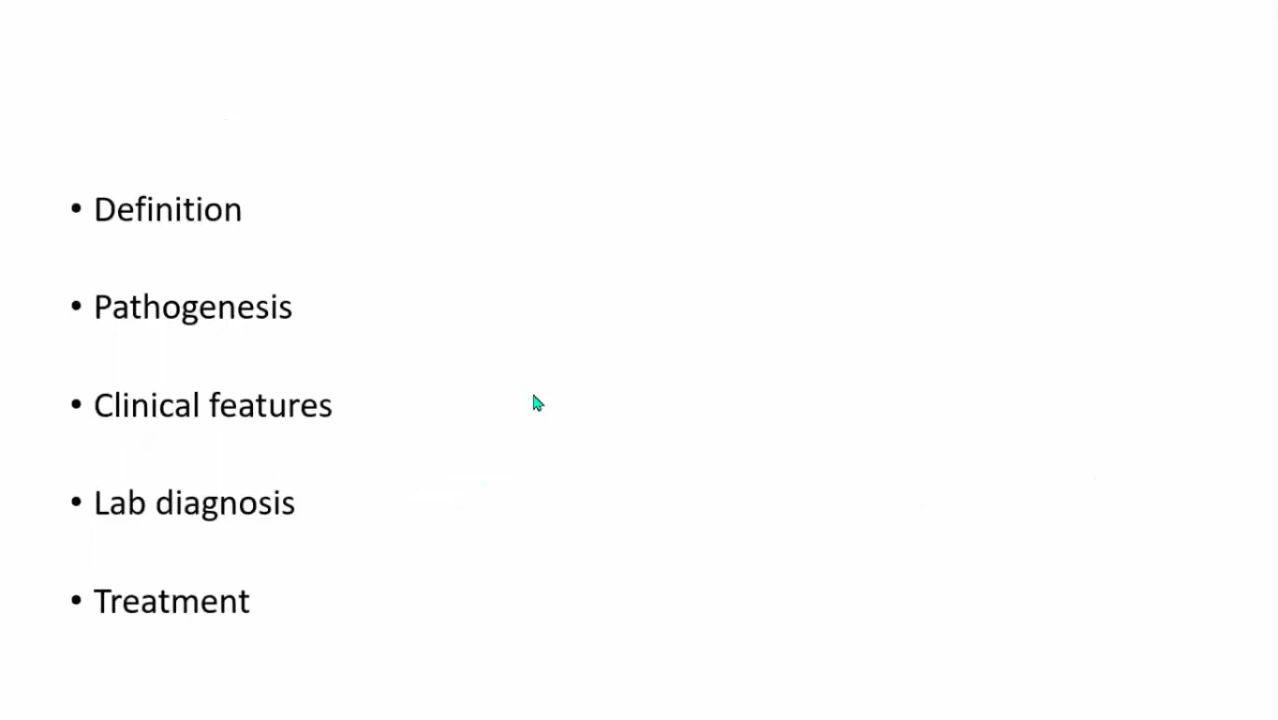 • Definition
• Pathogenesis
• Clinical features
• Lab diagnosis
• Treatment